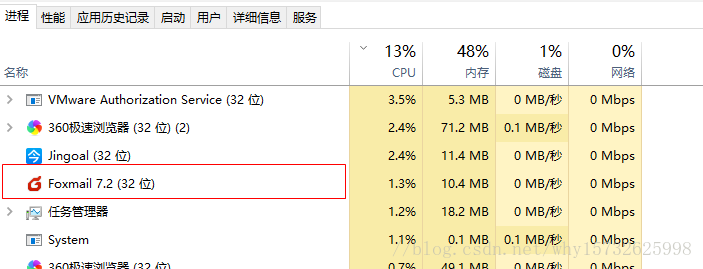 进程 性能 应用历史记录 启动 用户 详细信息 服务
13% 48% 1% 0%
名称 CPU 内存 磁盘 网络
VMware Authorization Service (32 位) 3.5% 5.3 MB 0 MB/秒 0 Mbps
360极速浏览器 (32 位) (2) 2.4% 71.2 MB 0.1 MB/秒 0 Mbps
Jingoal (32 位) 2.4% 11.4 MB 0 MB/秒 0 Mbps
Foxmail 7.2 (32 位) 1.3% 10.4 MB 0 MB/秒 0 Mbps
任务管理器 1.2% 18.2 MB 0 MB/秒 0 Mbps
System 1.1% 0.1 MB 0.1 MB/秒 0 Mbps
//blog.csdn.net/why15732625998
360极速浏览器 (32 位) 0.7% 49.1 MB 0 MB/秒 0 Mbps